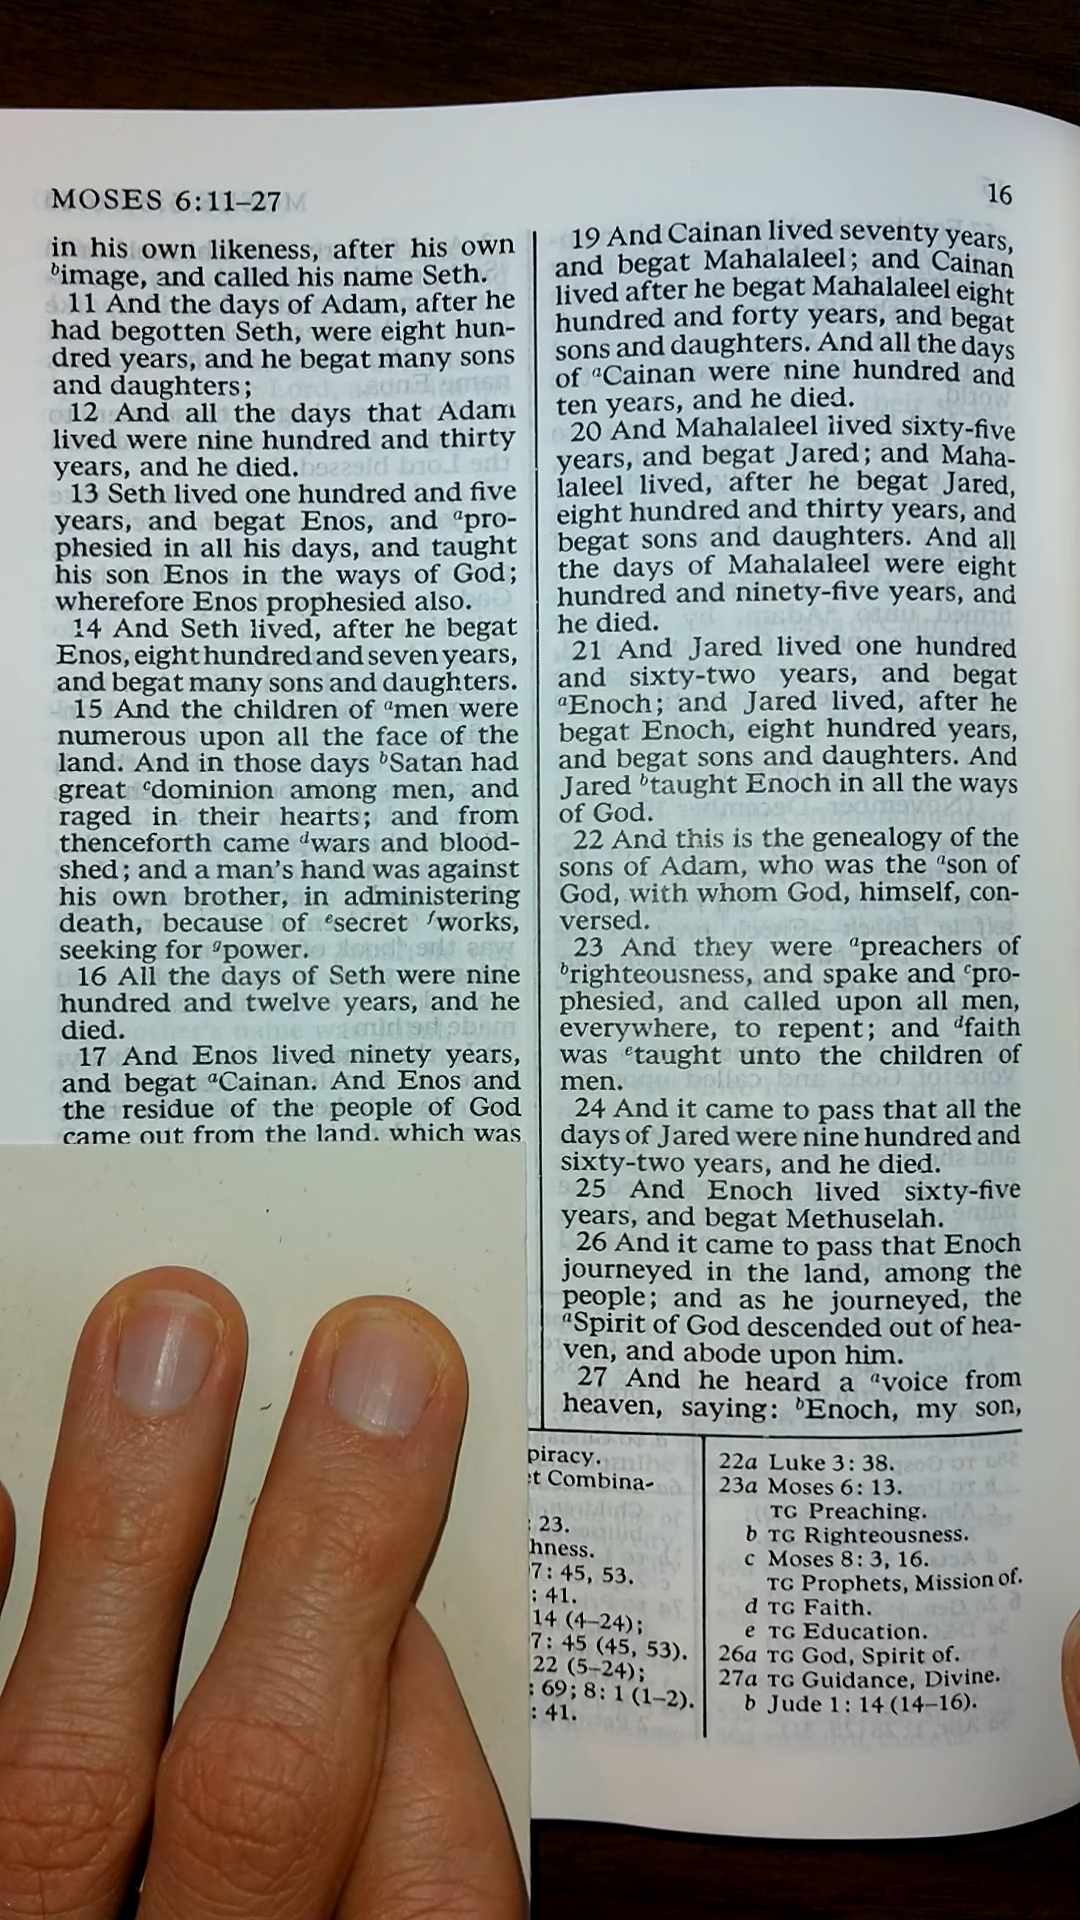 MOSES 6:11–27
16
in his own likeness, after his own
bimage, and called his name Seth.
11 And the days of Adam, after he
had begotten Seth, were eight hun-
dred years, and he begat many sons
and daughters;
12 And all the days that Adam
lived were nine hundred and thirty
years, and he died.
13 Seth lived one hundred and five
years, and begat Enos, and apro-
phesied in all his days, and taught
his son Enos in the ways of God;
wherefore Enos prophesied also.
14 And Seth lived, after he begat
Enos, eight hundred and seven years,
and begat many sons and daughters.
15 And the children of amen were
numerous upon all the face of the
land. And in those days bSatan had
great cdominion among men, and
raged in their hearts; and from
thenceforth came dwars and blood-
shed; and a man's hand was against
his own brother, in administering
death, because of esecret fworks,
seeking for gpower.
16 All the days of Seth were nine
hundred and twelve years, and he
died.
17 And Enos lived ninety years,
and begat aCainan. And Enos and
the residue of the people of God
came out from the land, which was
19 And Cainan lived seventy years,
and begat Mahalaleel; and Cainan
lived after he begat Mahalaleel eight
hundred and forty years, and begat
sons and daughters. And all the days
of aCainan were nine hundred and
ten years, and he died.
20 And Mahalaleel lived sixty-five
years, and begat Jared; and Maha-
laleel lived, after he begat Jared,
eight hundred and thirty years, and
begat sons and daughters. And all
the days of Mahalaleel were eight
hundred and ninety-five years, and
he died.
21 And Jared lived one hundred
and sixty-two years, and begat
aEnoch; and Jared lived, after he
begat Enoch, eight hundred years,
and begat sons and daughters. And
Jared btaught Enoch in all the ways
of God.
22 And this is the genealogy of the
sons of Adam, who was the ason of
God, with whom God, himself, con-
versed.
23 And they were apreachers of
brighteousness, and spake and cpro-
phesied, and called upon all men,
everywhere, to repent; and dfaith
was etaught unto the children of
men.
24 And it came to pass that all the
days of Jared were nine hundred and
sixty-two years, and he died.
25 And Enoch lived sixty-five
years, and begat Methuselah.
26 And it came to pass that Enoch
journeyed in the land, among the
people; and as he journeyed, the
aSpirit of God descended out of hea-
ven, and abode upon him.
27 And he heard a avoice from
heaven, saying: bEnoch, my son,
piracy.
t Combina-
: 23.
hness.
7: 45, 53.
: 41.
14 (4–24);
7: 45 (45, 53).
22 (5–24);
: 69; 8: 1 (1–2).
: 41.
22a Luke 3: 38.
23a Moses 6: 13.
TG Preaching.
b TG Righteousness.
c Moses 8: 3, 16.
TG Prophets, Mission of.
d TG Faith.
e TG Education.
26a TG God, Spirit of.
27a TG Guidance, Divine.
b Jude 1: 14 (14–16).